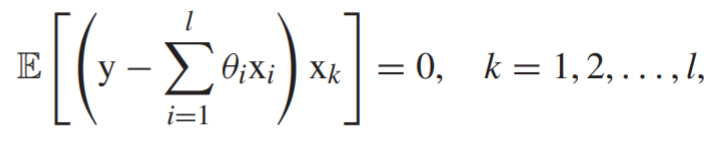 𝔼[(y − ∑_{i=1}^{l} θ_i x_i) x_k] = 0, k = 1, 2, . . . , l,